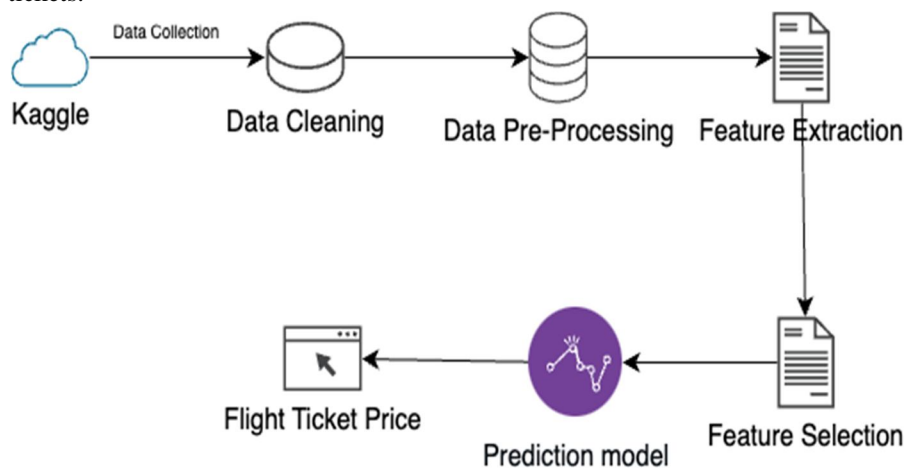 Data Collection
Kaggle
Data Cleaning
Data Pre-Processing
Feature Extraction
Feature Selection
Prediction model
Flight Ticket Price